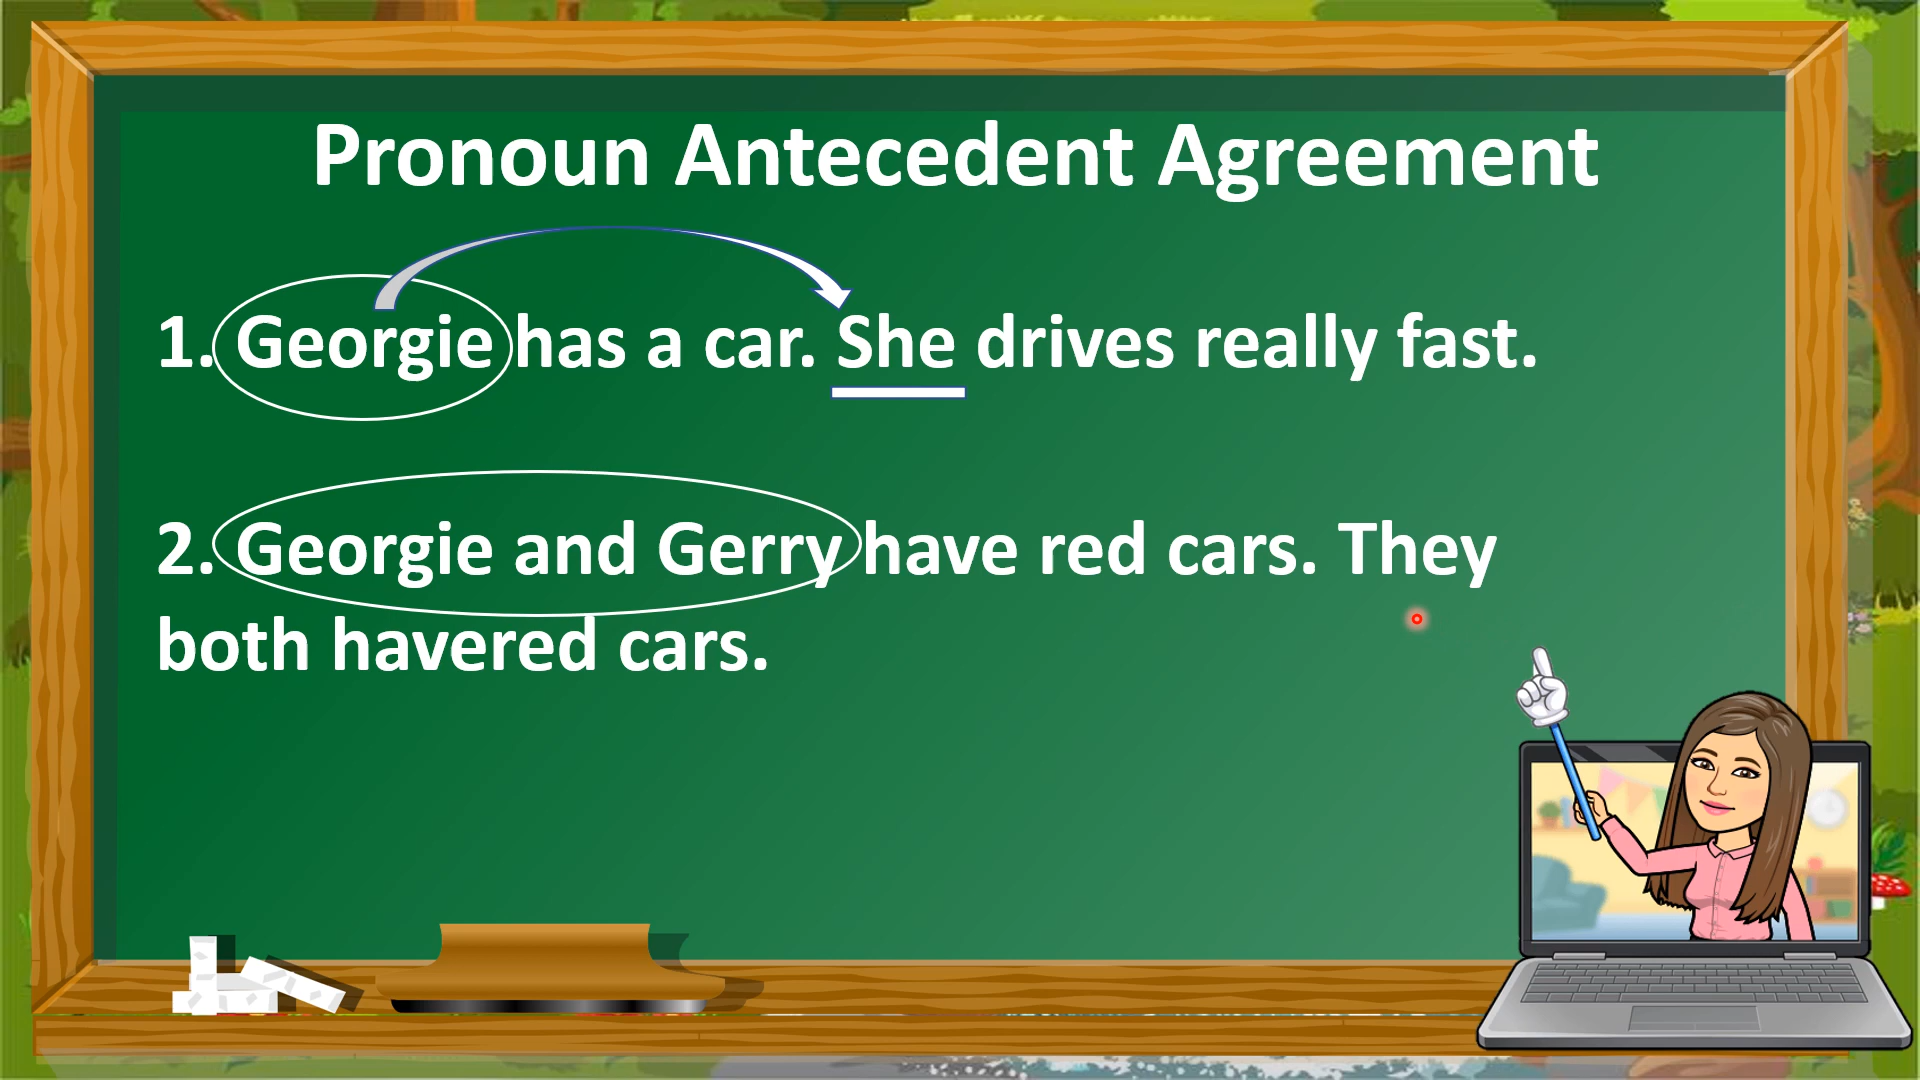 Pronoun Antecedent Agreement
1. Georgie has a car. She drives really fast.
2. Georgie and Gerry have red cars. They
both havered cars.